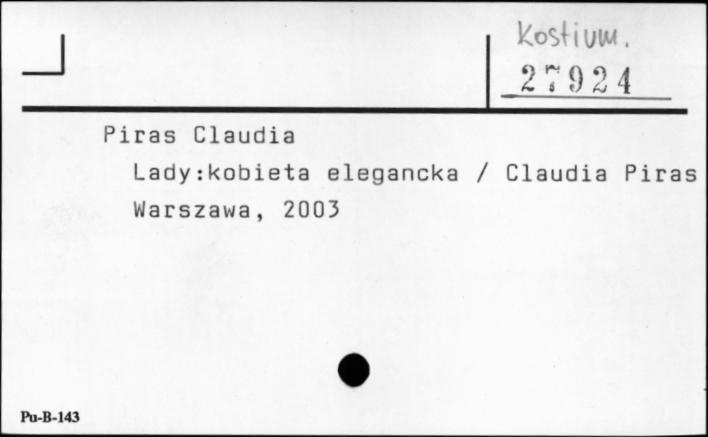 Kostium.
27924
Piras Claudia
Lady:kobieta elegancka / Claudia Piras
Warszawa, 2003
Pu-B-143